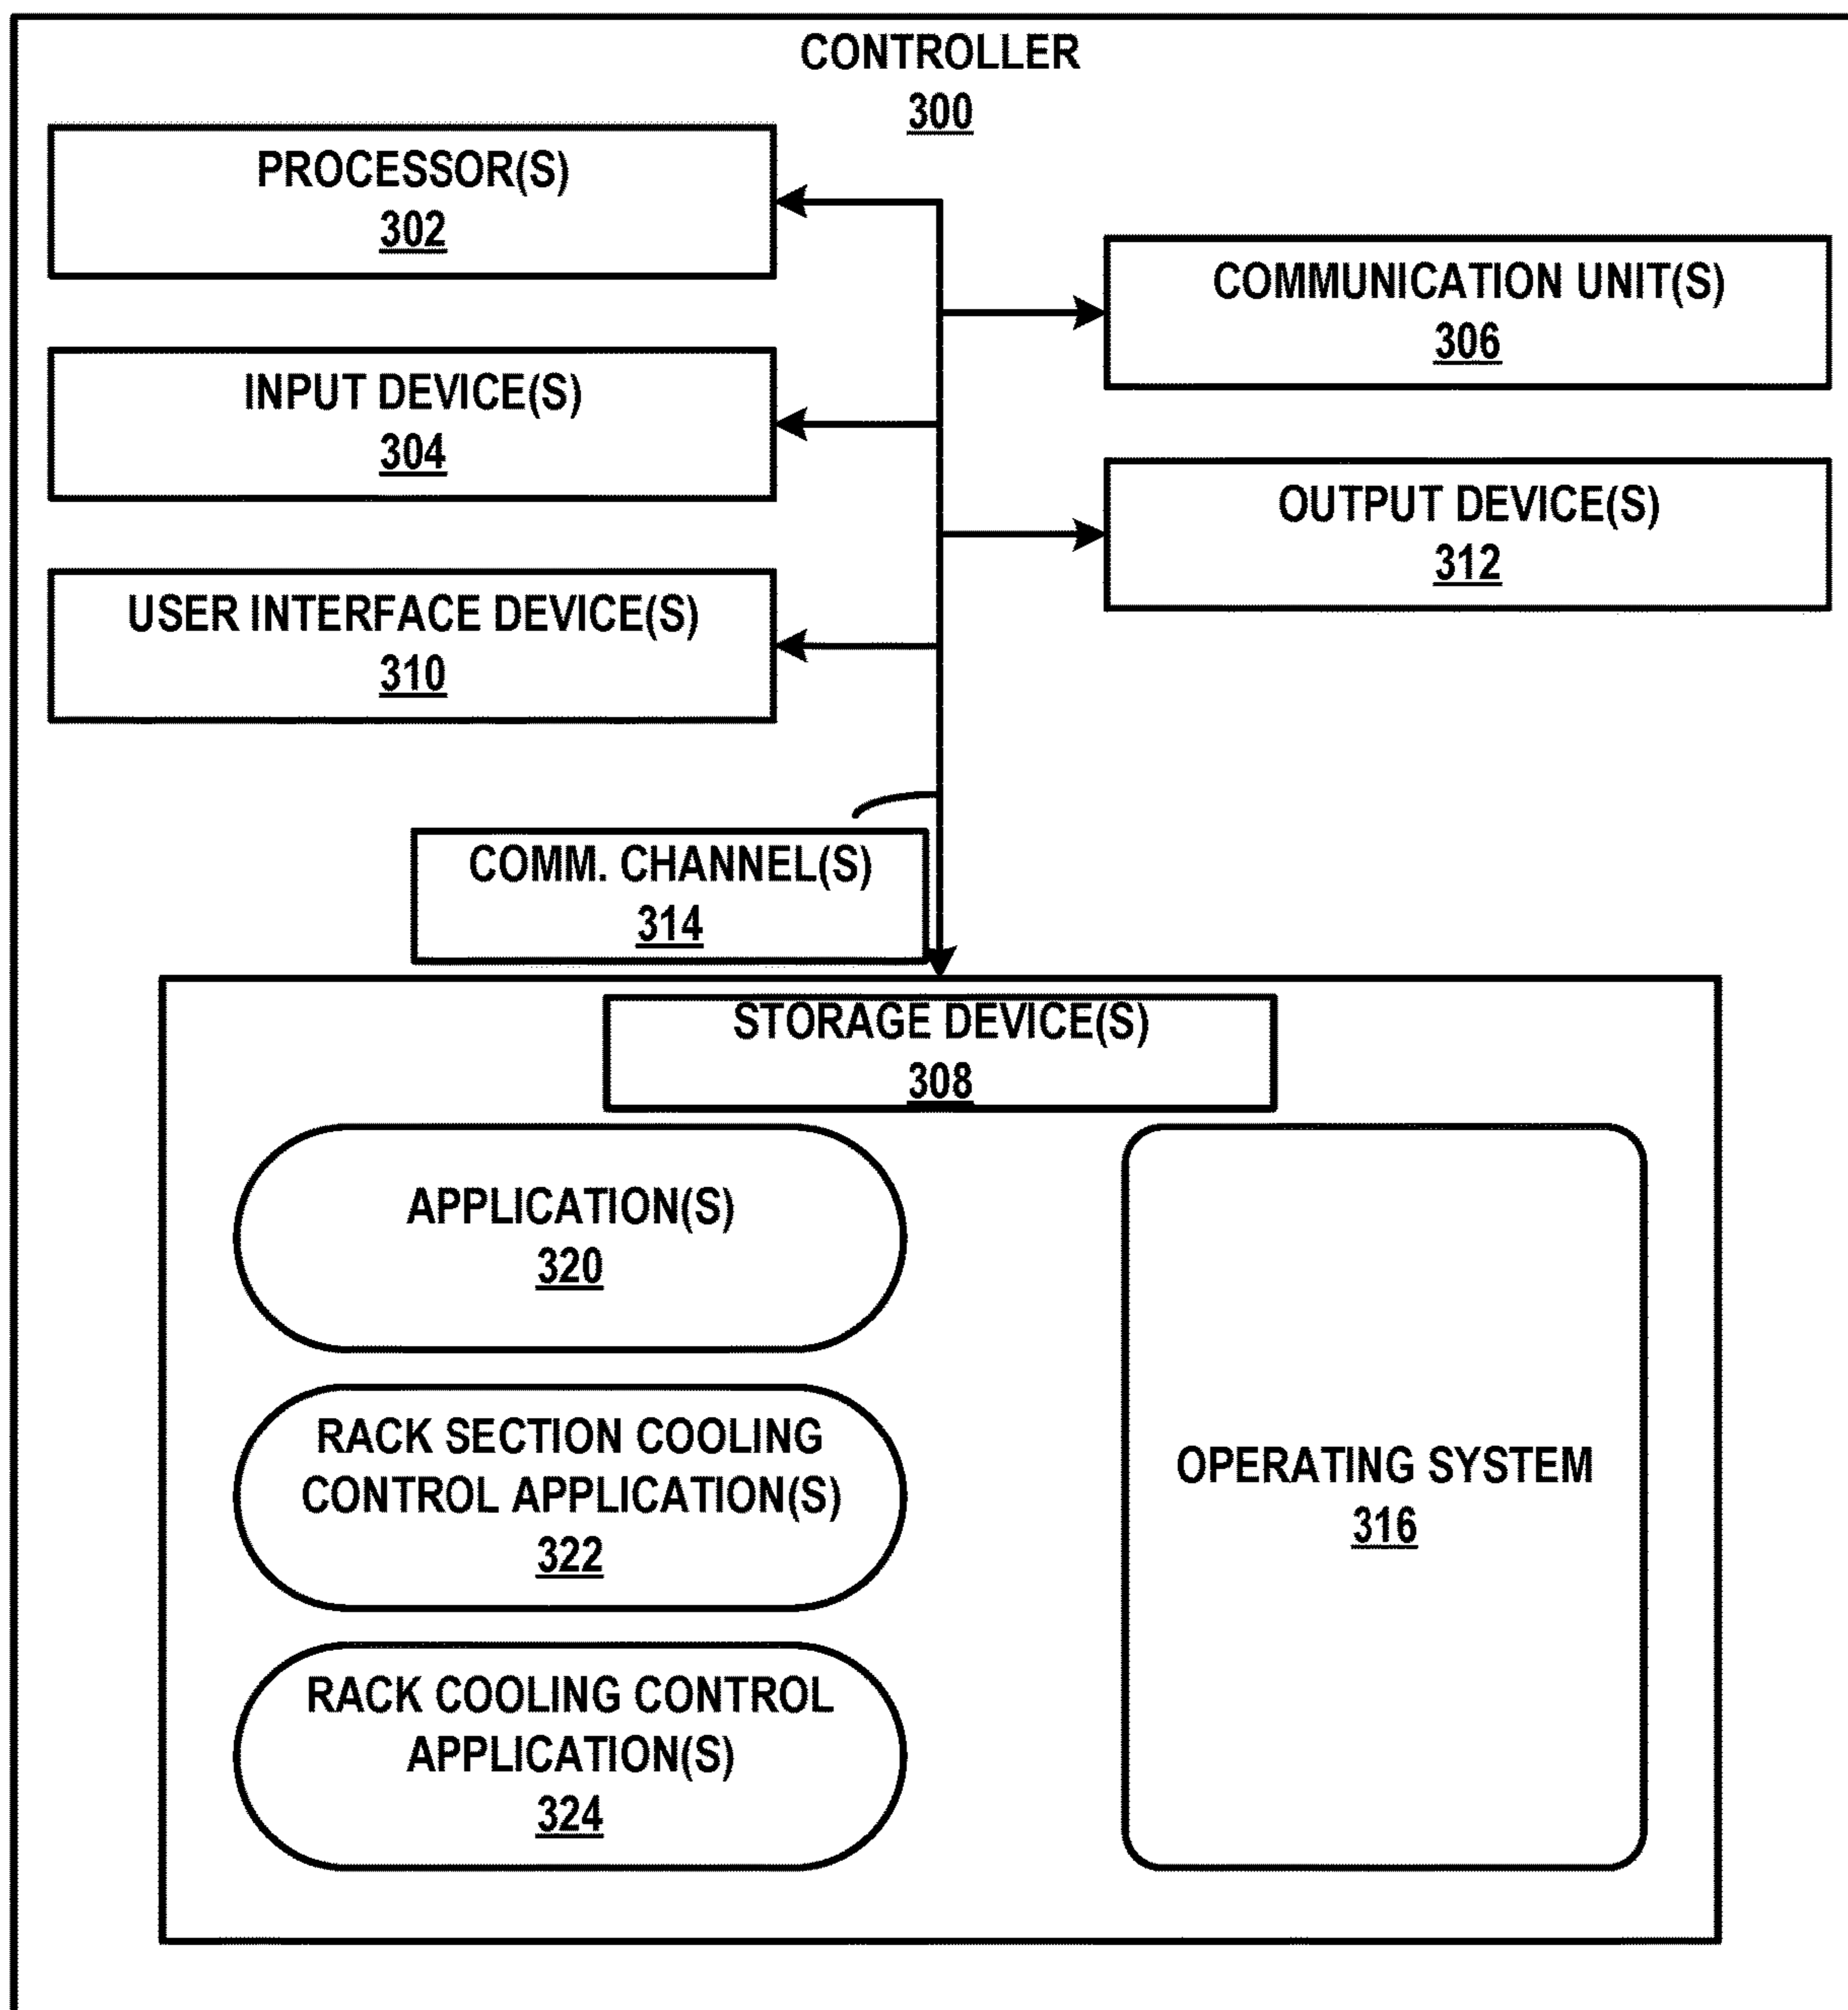 CONTROLLER
300
PROCESSOR(S)
302
COMMUNICATION UNIT(S)
306
INPUT DEVICE(S)
304
OUTPUT DEVICE(S)
312
USER INTERFACE DEVICE(S)
310
COMM. CHANNEL(S)
314
STORAGE DEVICE(S)
308
APPLICATION(S)
320
RACK SECTION COOLING
CONTROL APPLICATION(S)
322
RACK COOLING CONTROL
APPLICATION(S)
324
OPERATING SYSTEM
316